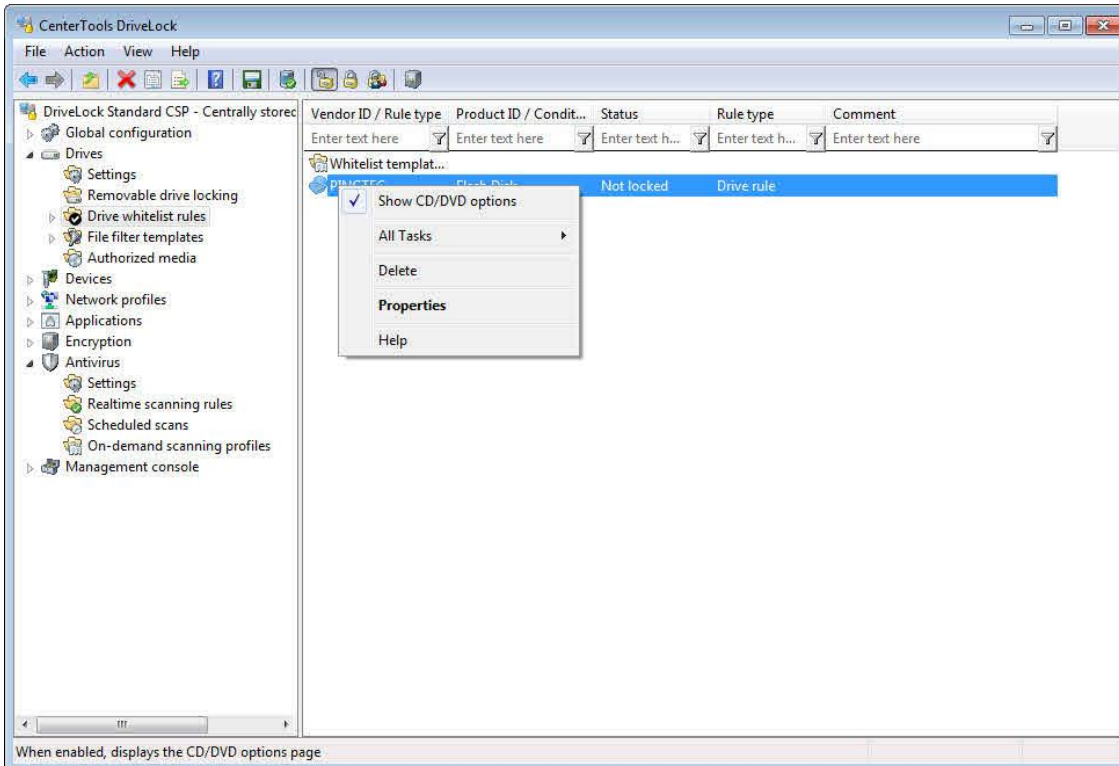 CenterTools DriveLock
File Action View Help
DriveLock Standard CSP - Centrally storec
Global configuration
Drives
Settings
Removable drive locking
Drive whitelist rules
File filter templates
Authorized media
Devices
Network profiles
Applications
Encryption
Antivirus
Settings
Realtime scanning rules
Scheduled scans
On-demand scanning profiles
Management console
Vendor ID / Rule type Product ID / Condit... Status Rule type Comment
Enter text here Enter text here Enter text h... Enter text h... Enter text here
Whitelist templat...
Flash Disk Not locked Drive rule
Show CD/DVD options
All Tasks
Delete
Properties
Help
When enabled, displays the CD/DVD options page